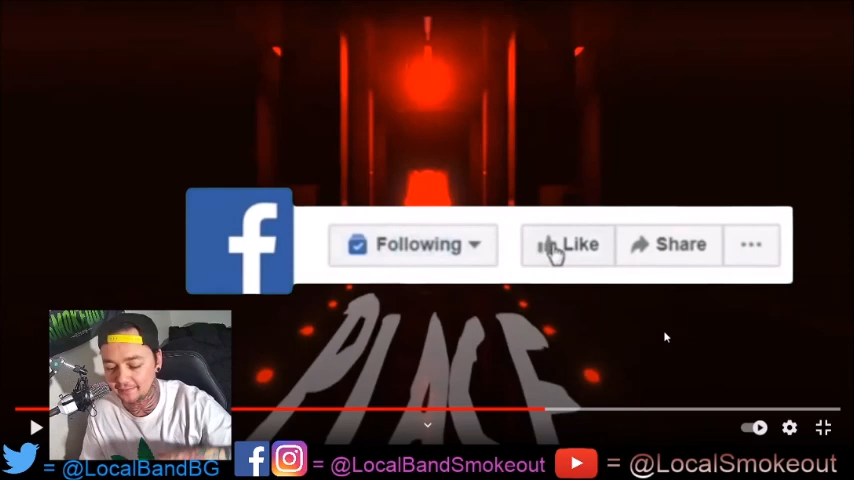 f
Following
Like
Share
PLACE
= @LocalBandBG
f
= @LocalBandSmokeout
= @LocalSmokeout